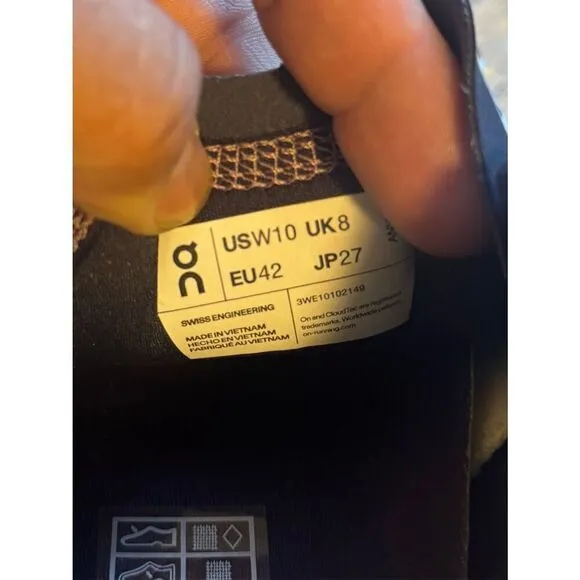 on
USW10 UK8
EU42 JP27
SWISS ENGINEERING
3WE10102149
MADE IN VIETNAM
HECHO EN VIETNAM
FABRIQUÉ AU VIETNAM
On and CloudTec are registered
trademarks. Worldwide
on-running.com